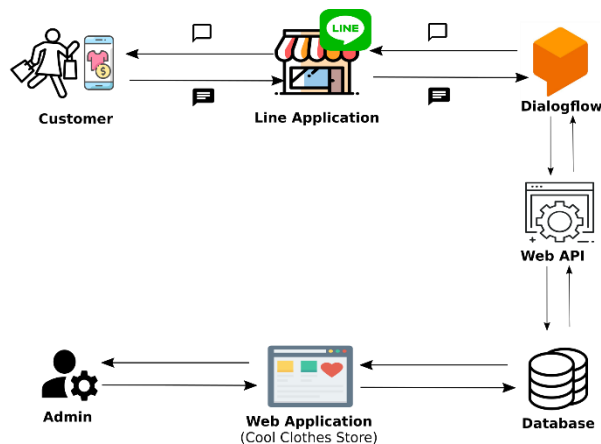 LINE
$
Customer
Line Application
Dialogflow
Web API
Admin
Web Application
(Cool Clothes Store)
Database